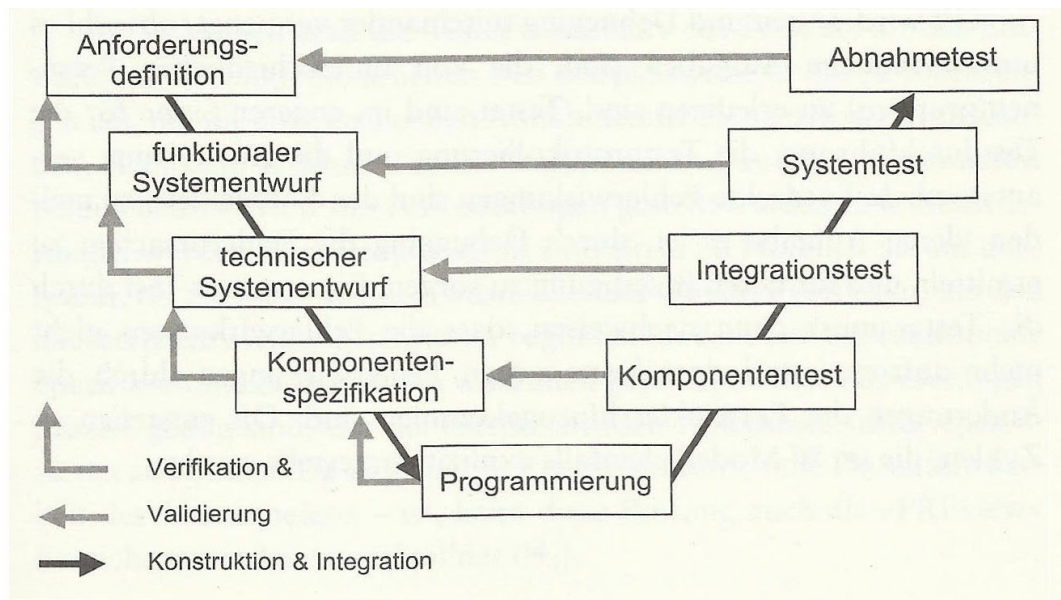 Anforderungs-
definition
Abnahmetest
funktionaler
Systementwurf
Systemtest
technischer
Systementwurf
Integrationstest
Komponenten-
spezifikation
Komponententest
Programmierung
Verifikation &
Validierung
Konstruktion & Integration